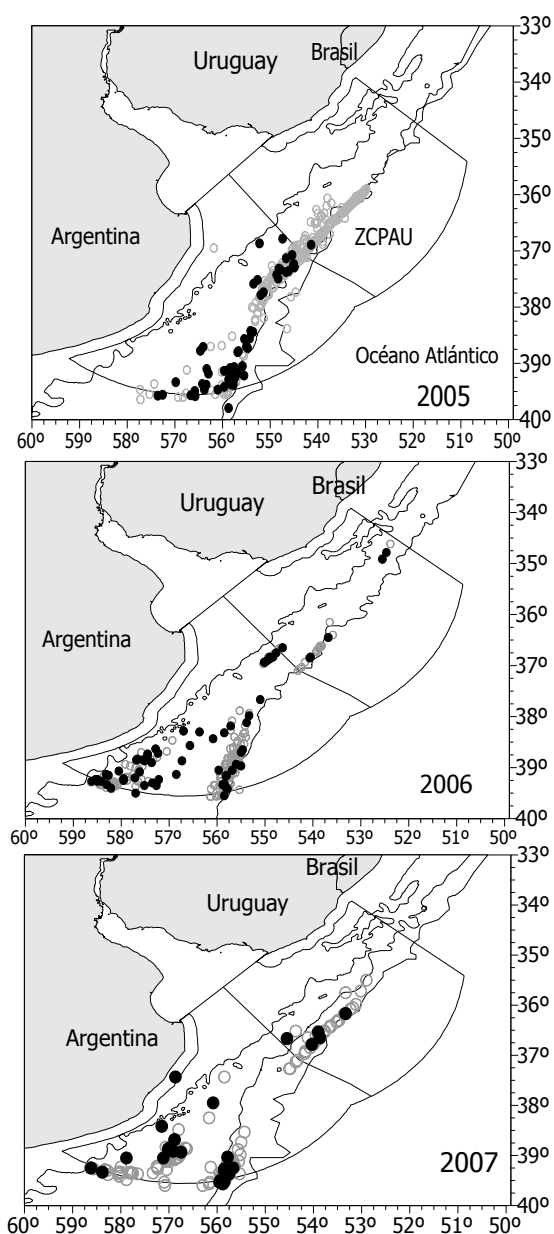 33º
Brasil
Uruguay
34º
35º
36º
Argentina
ZCPAU
37º
38º
Océano Atlántico
39º
2005
40º
60º 59º 58º 57º 56º 55º 54º 53º 52º 51º 50º
33º
Brasil
Uruguay
34º
35º
36º
Argentina
37º
38º
39º
2006
40º
60º 59º 58º 57º 56º 55º 54º 53º 52º 51º 50º
33º
Brasil
Uruguay
34º
35º
36º
Argentina
37º
38º
39º
2007
40º
60º 59º 58º 57º 56º 55º 54º 53º 52º 51º 50º